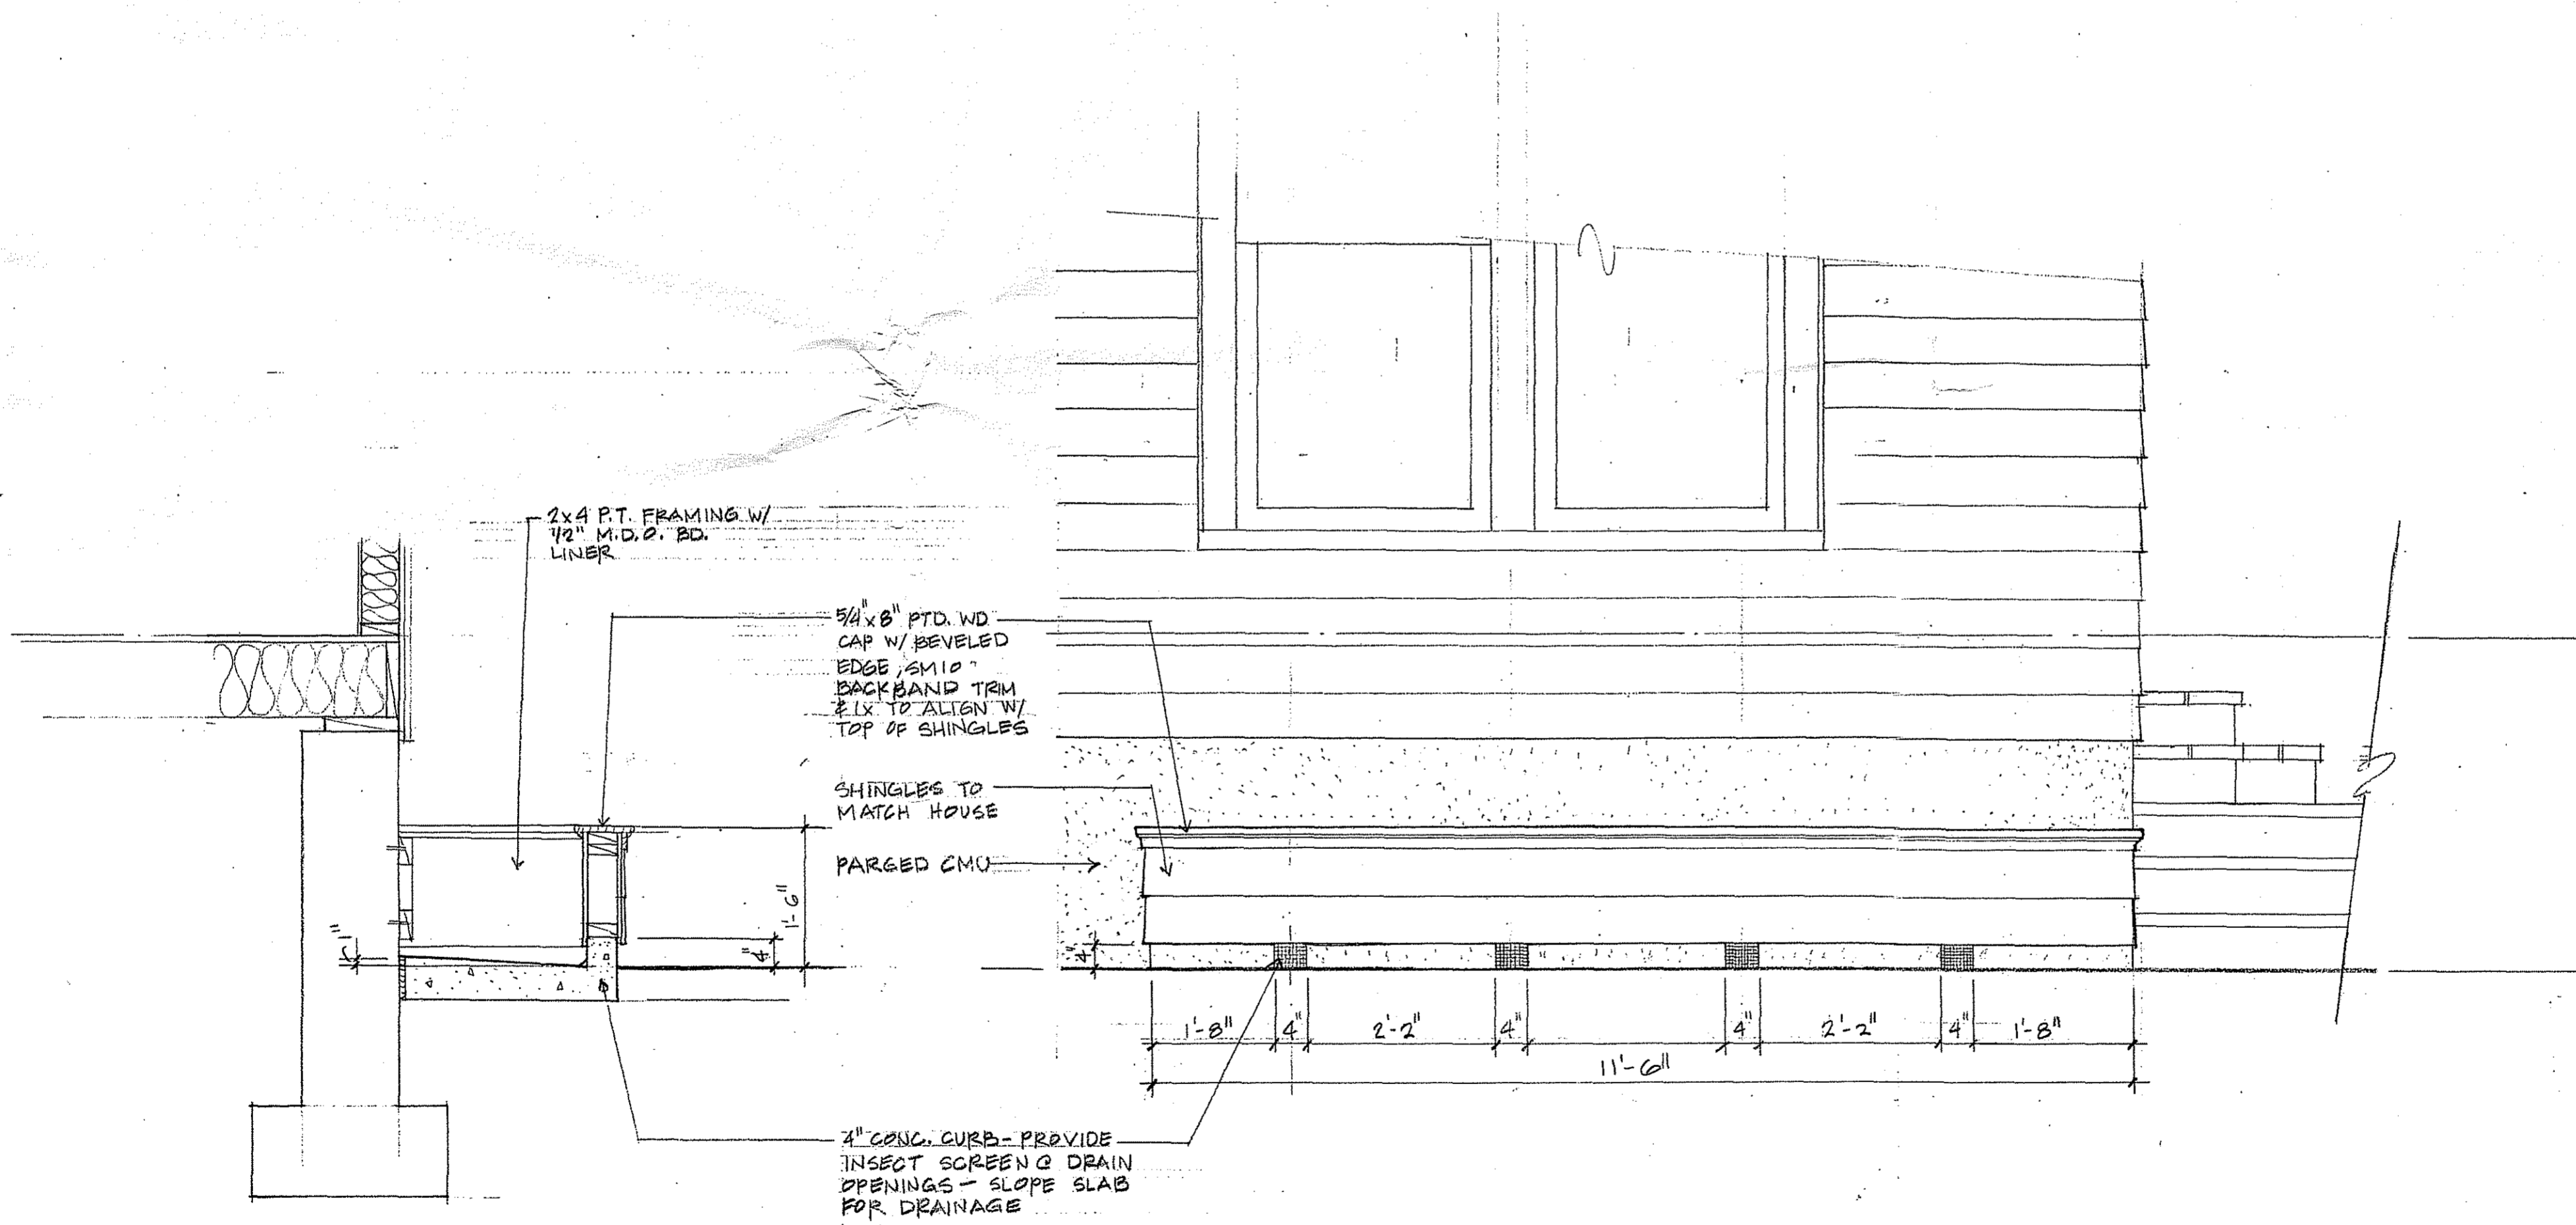 2x4 P.T. FRAMING W/
1/2" M.D.O. BD.
LINER
5/4"x8" PTD. WD
CAP W/ BEVELED
EDGE, SM10
BACKBAND TRIM
& 1x TO ALIGN W/
TOP OF SHINGLES
SHINGLES TO
MATCH HOUSE
PARGED CMU
1"
4"
1'-6"
4"
1'-8" 4" 2'-2" 4" 4" 2'-2" 4" 1'-8"
11'-6"
4" CONC. CURB - PROVIDE
INSECT SCREEN @ DRAIN
OPENINGS - SLOPE SLAB
FOR DRAINAGE